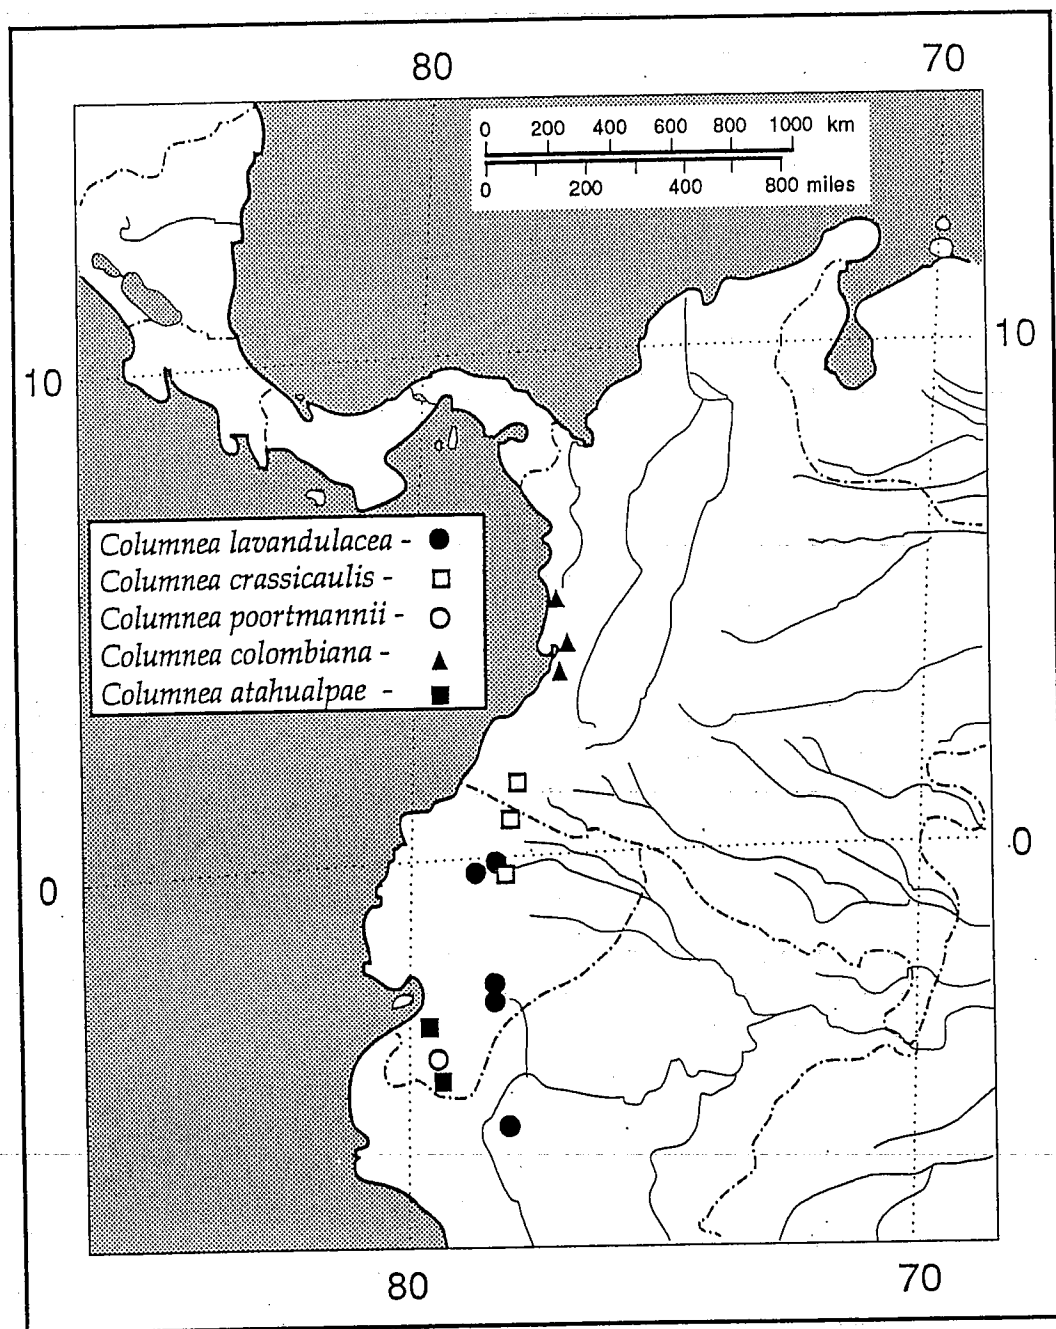 80 70
0 200 400 600 800 1000 km
0 200 400 800 miles
10
10
Columnea lavandulacea -
Columnea crassicaulis -
Columnea poortmannii -
Columnea colombiana -
Columnea atahualpae -
0
0
80 70